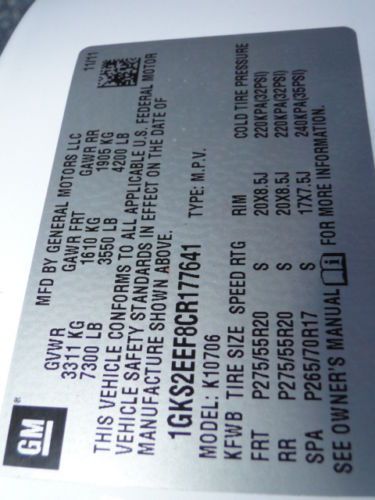 GM ®
MFD BY GENERAL MOTORS LLC 11/11
GVWR GAWR FRT GAWR RR
3311 KG 1610 KG 1905 KG
7300 LB 3550 LB 4200 LB
THIS VEHICLE CONFORMS TO ALL APPLICABLE U.S. FEDERAL MOTOR
VEHICLE SAFETY STANDARDS IN EFFECT ON THE DATE OF
MANUFACTURE SHOWN ABOVE.
1GKS2EEF8CR177641 TYPE: M.P.V.
MODEL: K10706
KFWB TIRE SIZE SPEED RTG RIM COLD TIRE PRESSURE
FRT P275/55R20 S 20X8.5J 220KPA(32PSI)
RR P275/55R20 S 20X8.5J 220KPA(32PSI)
SPA P265/70R17 S 17X7.5J 240KPA(35PSI)
SEE OWNER'S MANUAL FOR MORE INFORMATION.